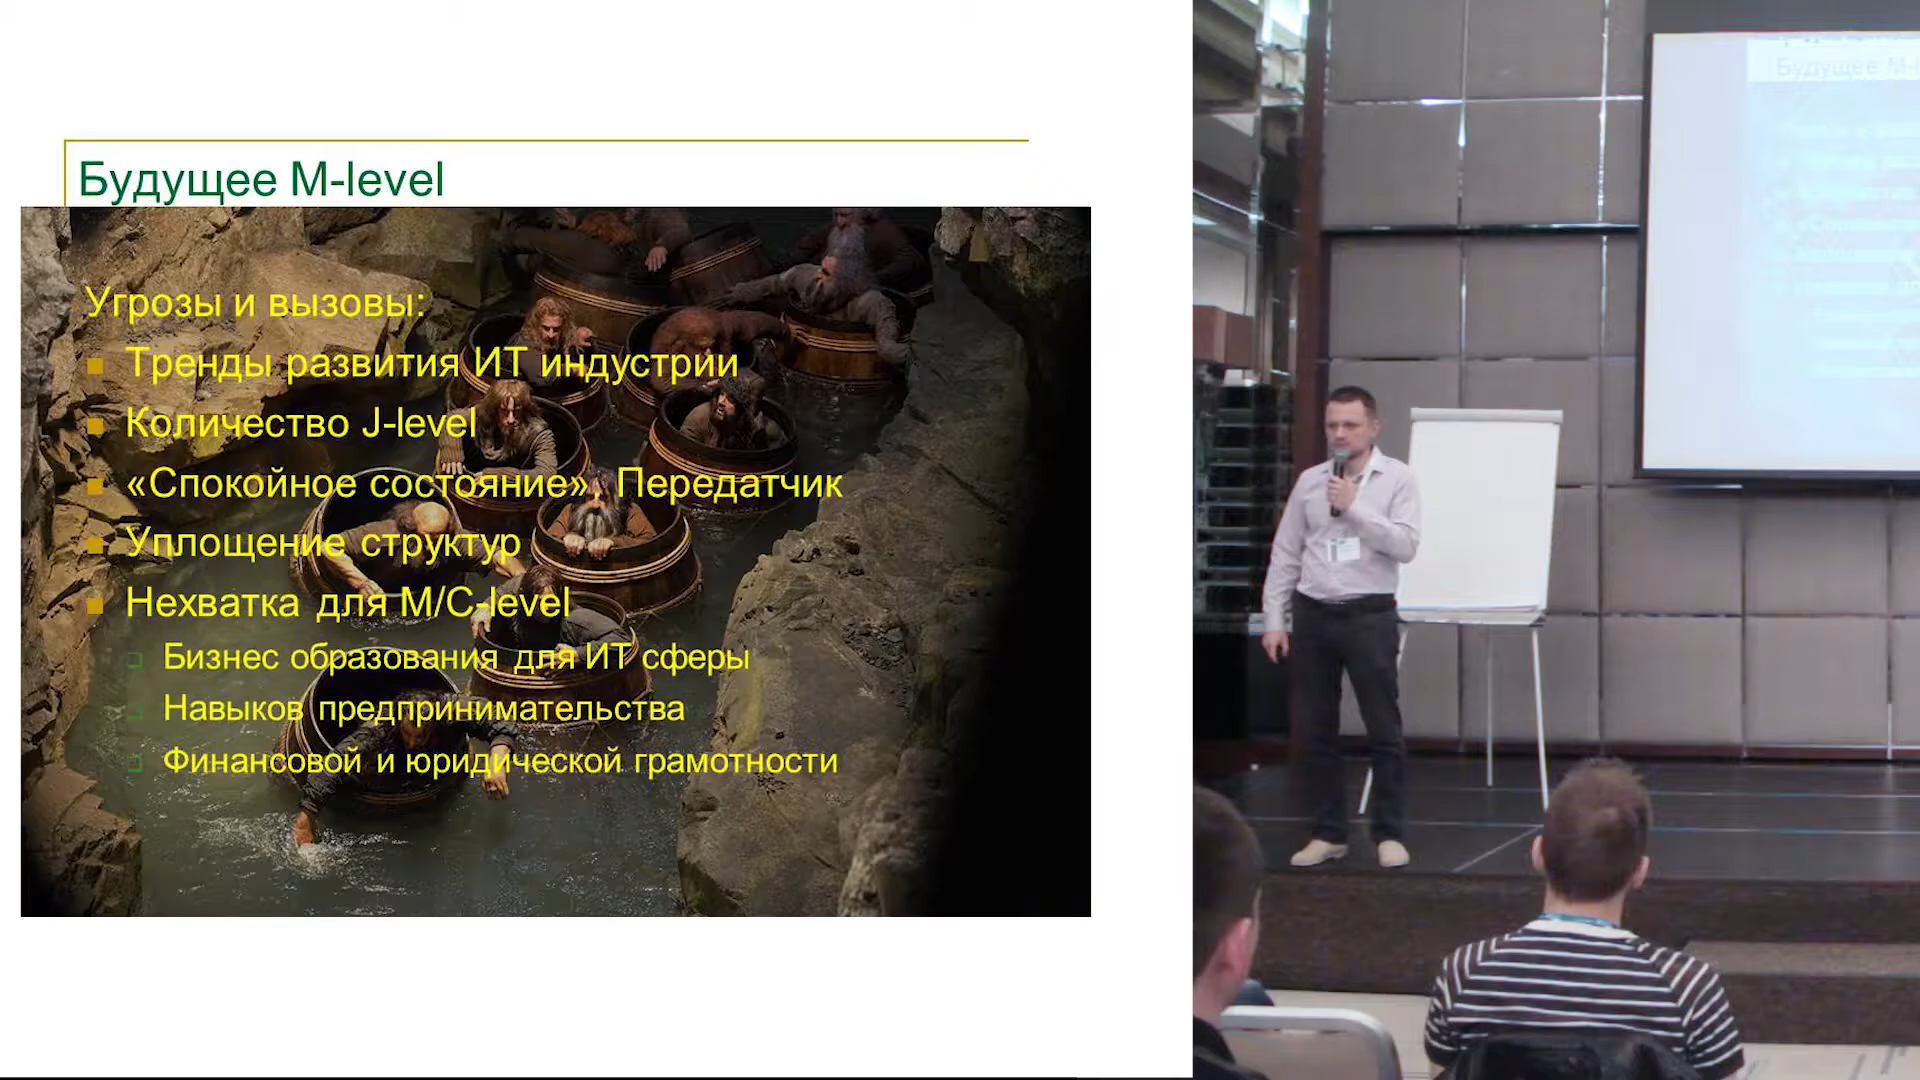 Будущее M-level
Угрозы и вызовы:
Тренды развития ИТ индустрии
Количество J-level
«Спокойное состояние». Передатчик
Уплощение структур
Нехватка для M/C-level
Бизнес образования для ИТ сферы
Навыков предпринимательства
Финансовой и юридической грамотности
Будущее M-